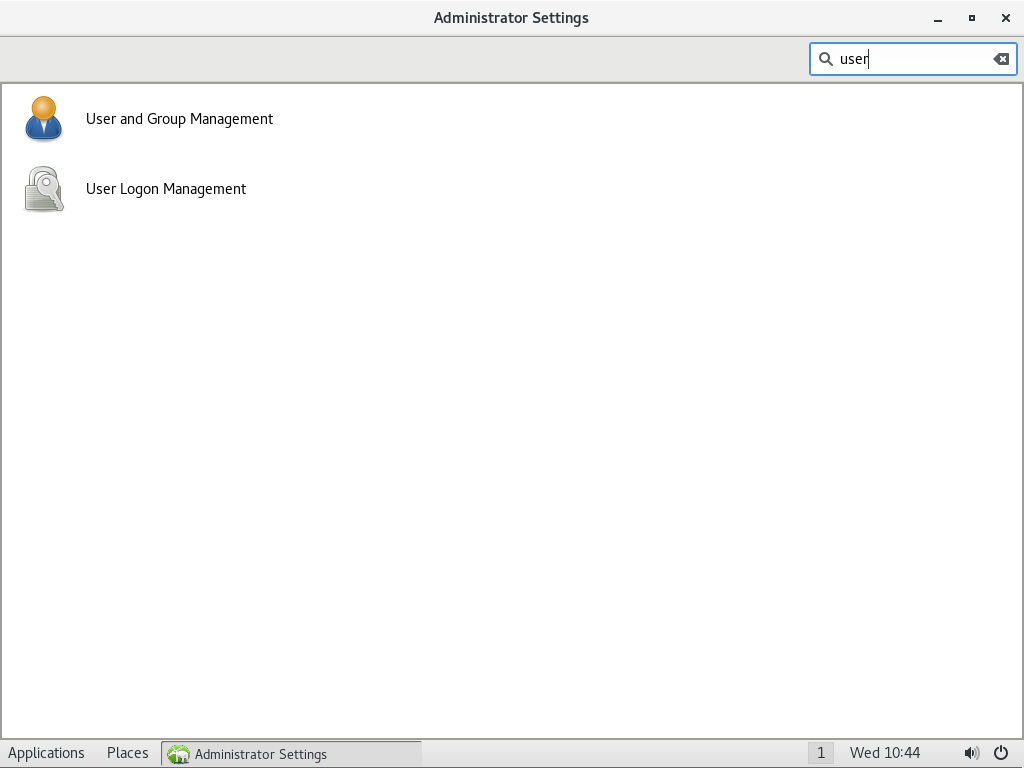 Administrator Settings
user
User and Group Management
User Logon Management
Applications Places Administrator Settings 1 Wed 10:44